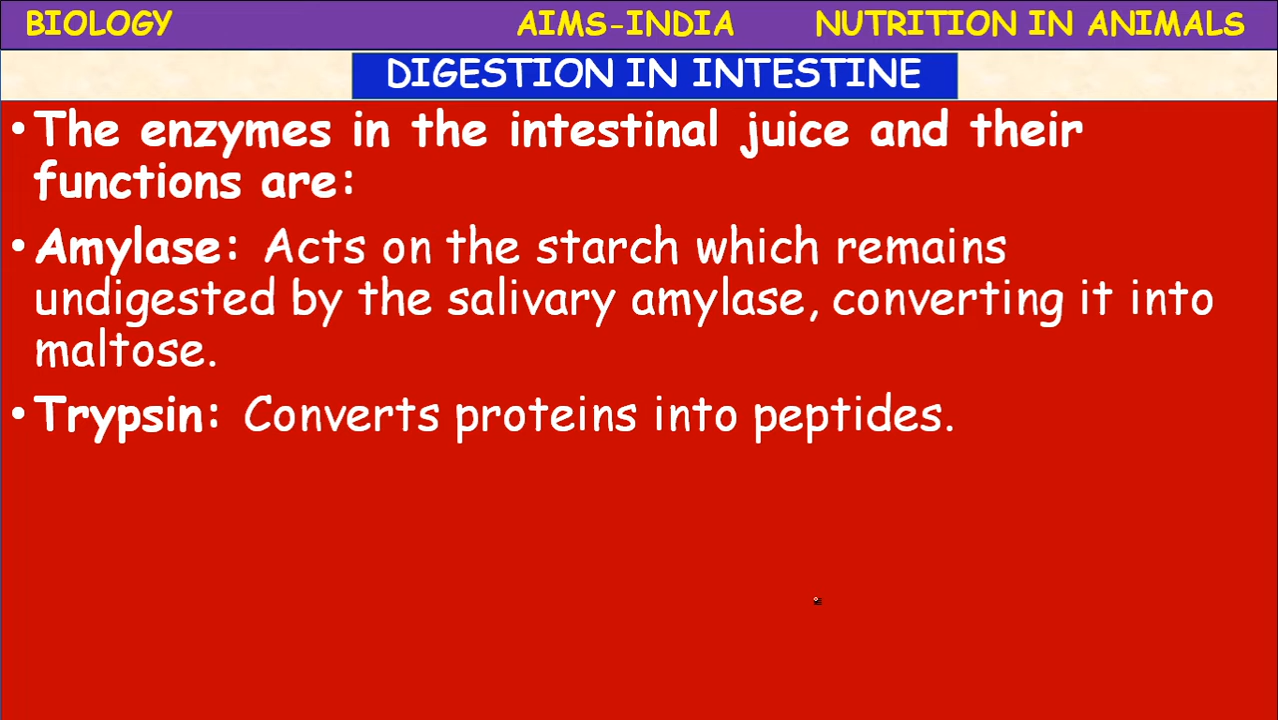 BIOLOGY AIMS-INDIA NUTRITION IN ANIMALS
DIGESTION IN INTESTINE
• The enzymes in the intestinal juice and their
functions are:
• Amylase: Acts on the starch which remains
undigested by the salivary amylase, converting it into
maltose.
• Trypsin: Converts proteins into peptides.